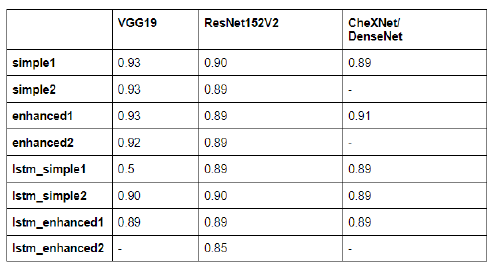 VGG19 ResNet152V2 CheXNet/
DenseNet
simple1 0.93 0.90 0.89
simple2 0.93 0.89 -
enhanced1 0.93 0.89 0.91
enhanced2 0.92 0.89 -
lstm_simple1 0.5 0.89 0.89
lstm_simple2 0.90 0.90 0.89
lstm_enhanced1 0.89 0.89 0.89
lstm_enhanced2 - 0.85 -